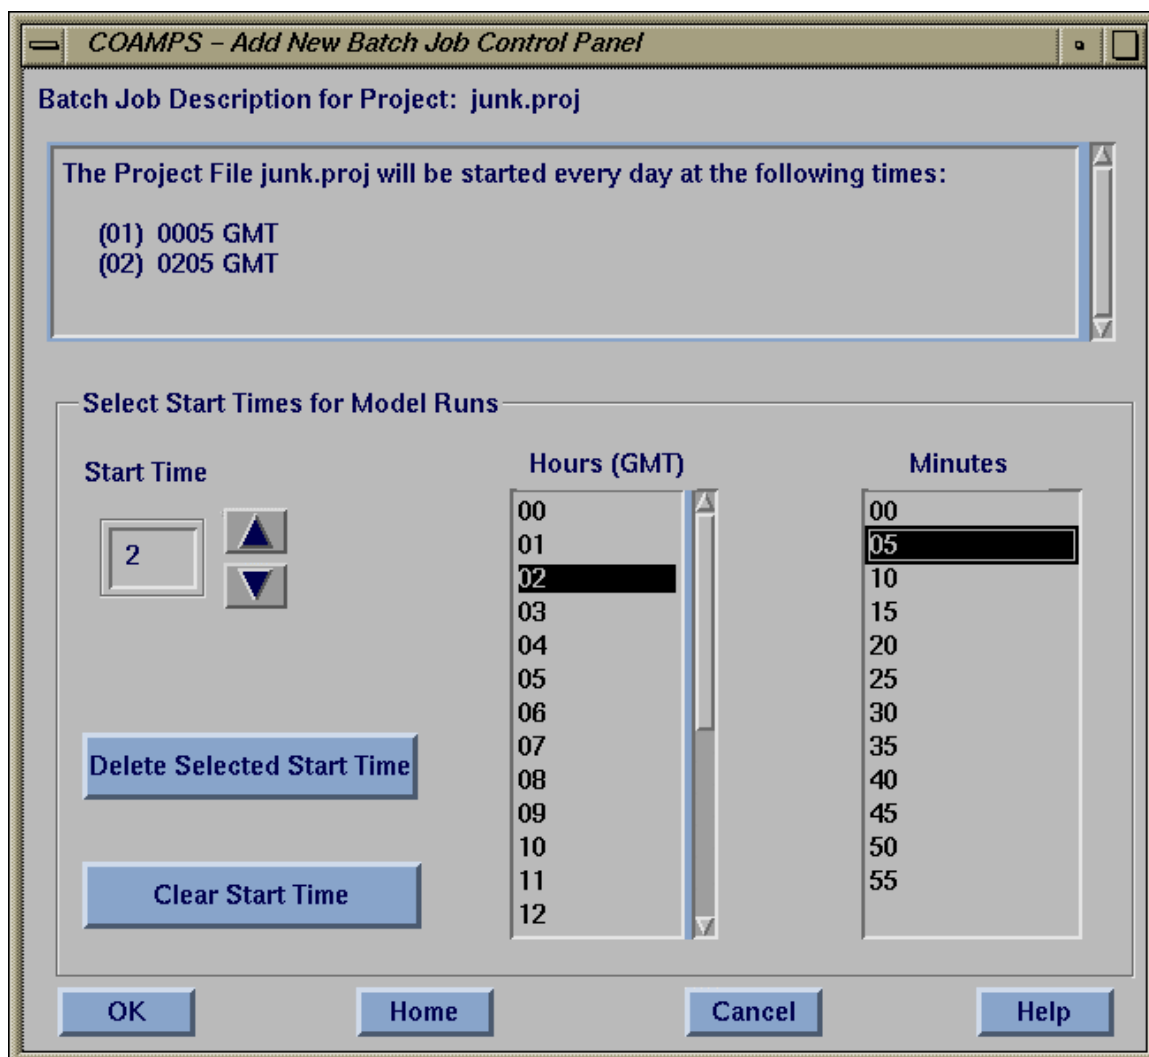 COAMPS – Add New Batch Job Control Panel
Batch Job Description for Project: junk.proj
The Project File junk.proj will be started every day at the following times:
(01) 0005 GMT
(02) 0205 GMT
Select Start Times for Model Runs
Start Time
2
Delete Selected Start Time
Clear Start Time
Hours (GMT)
00
01
02
03
04
05
06
07
08
09
10
11
12
Minutes
00
05
10
15
20
25
30
35
40
45
50
55
OK
Home
Cancel
Help